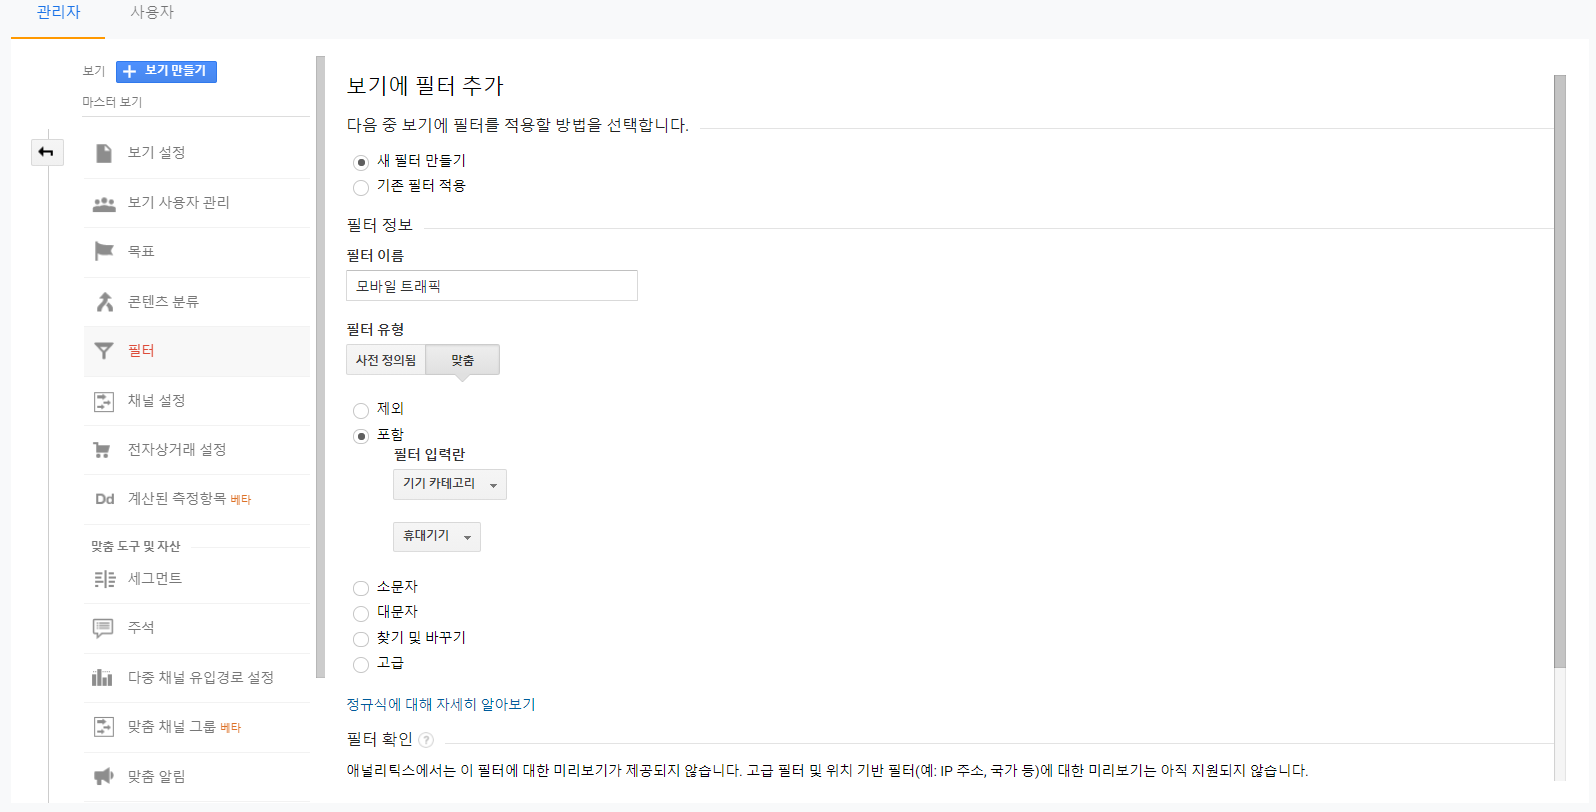 관리자
사용자
보기
보기 만들기
마스터 보기
보기 설정
보기 사용자 관리
목표
콘텐츠 분류
필터
채널 설정
전자상거래 설정
Dd 계산된 측정항목 베타
맞춤 도구 및 자산
세그먼트
주석
다중 채널 유입경로 설정
맞춤 채널 그룹 베타
맞춤 알림
보기에 필터 추가
다음 중 보기에 필터를 적용할 방법을 선택합니다.
새 필터 만들기
기존 필터 적용
필터 정보
필터 이름
모바일 트래픽
필터 유형
사전 정의됨 맞춤
제외
포함
필터 입력란
기기 카테고리
휴대기기
소문자
대문자
찾기 및 바꾸기
고급
정규식에 대해 자세히 알아보기
필터 확인 ?
애널리틱스에서는 이 필터에 대한 미리보기가 제공되지 않습니다. 고급 필터 및 위치 기반 필터(예: IP 주소, 국가 등)에 대한 미리보기는 아직 지원되지 않습니다.